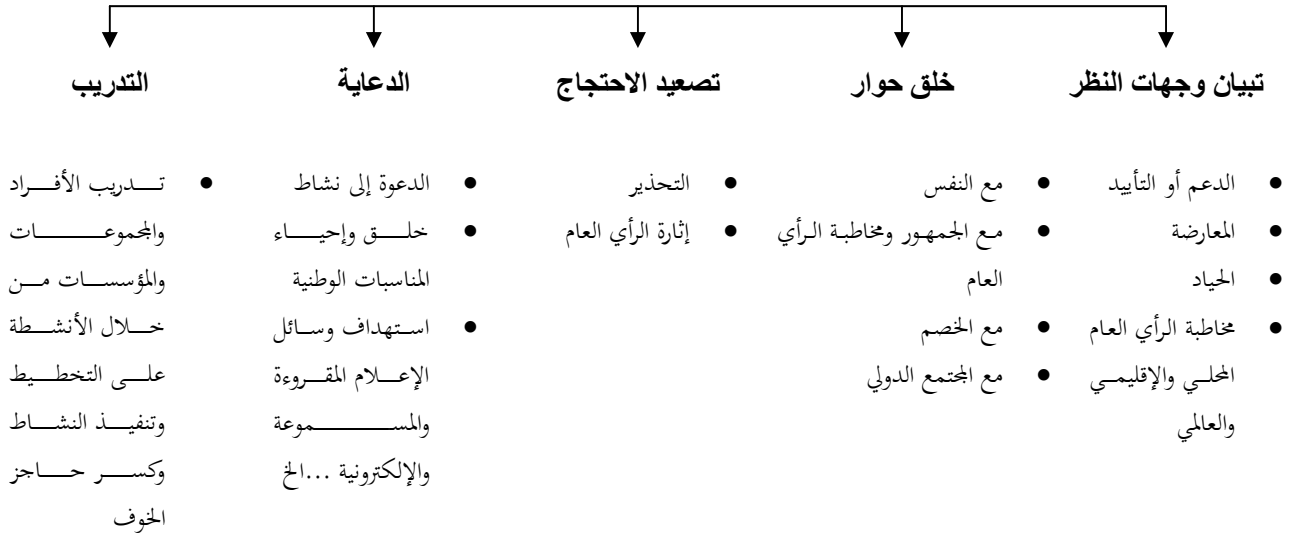 تبيان وجهات النظر
خلق حوار
تصعيد الاحتجاج
الدعاية
التدريب
● الدعم أو التأييد
● المعارضة
● الحياد
● مخاطبة الرأي العام
المحلي والإقليمي
والعالمي
● مع النفس
● مع الجمهور ومخاطبة الرأي
العام
● مع الخصم
● مع المجتمع الدولي
● التحذير
● إثارة الرأي العام
● الدعوة إلى نشاط
● خلق وإحياء
المناسبات الوطنية
● استهداف وسائل
الإعلام المقروءة
والمسموعة
والإلكترونية ...الخ
● تدريب الأفراد
والمجموعات
والمؤسسات من
خلال الأنشطة
على التخطيط
وتنفيذ النشاط
وكسر حاجز
الخوف